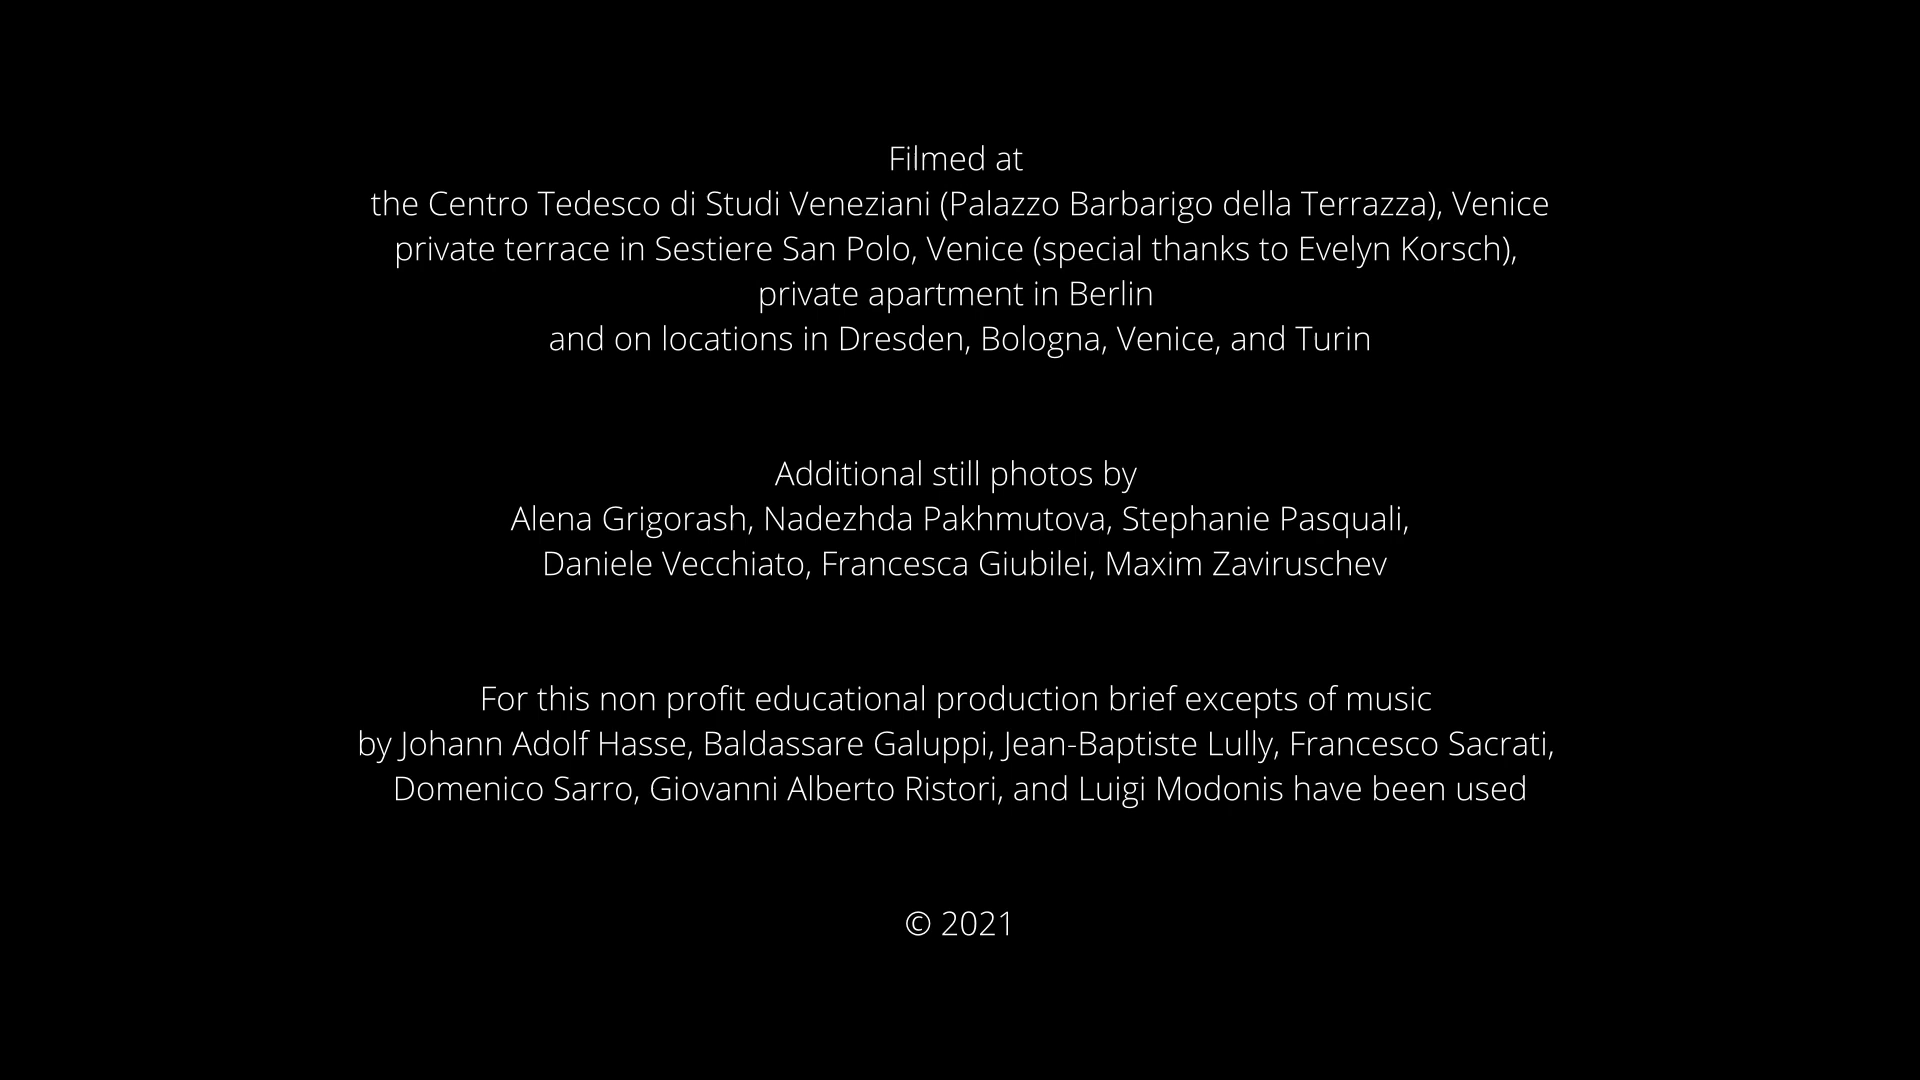 Filmed at
the Centro Tedesco di Studi Veneziani (Palazzo Barbarigo della Terrazza), Venice
private terrace in Sestiere San Polo, Venice (special thanks to Evelyn Korsch),
private apartment in Berlin
and on locations in Dresden, Bologna, Venice, and Turin
Additional still photos by
Alena Grigorash, Nadezhda Pakhmutova, Stephanie Pasquali,
Daniele Vecchiato, Francesca Giubilei, Maxim Zaviruschev
For this non profit educational production brief excepts of music
by Johann Adolf Hasse, Baldassare Galuppi, Jean-Baptiste Lully, Francesco Sacrati,
Domenico Sarro, Giovanni Alberto Ristori, and Luigi Modonis have been used
© 2021